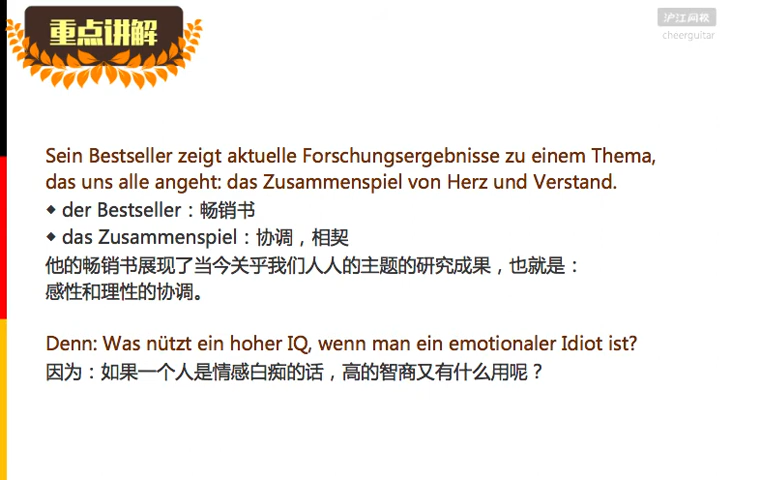 重点讲解
沪江网校
cheerguitar
Sein Bestseller zeigt aktuelle Forschungsergebnisse zu einem Thema,
das uns alle angeht: das Zusammenspiel von Herz und Verstand.
◆ der Bestseller：畅销书
◆ das Zusammenspiel：协调，相契
他的畅销书展现了当今关乎我们人人的主题的研究成果，也就是：
感性和理性的协调。
Denn: Was nützt ein hoher IQ, wenn man ein emotionaler Idiot ist?
因为：如果一个人是情感白痴的话，高的智商又有什么用呢？